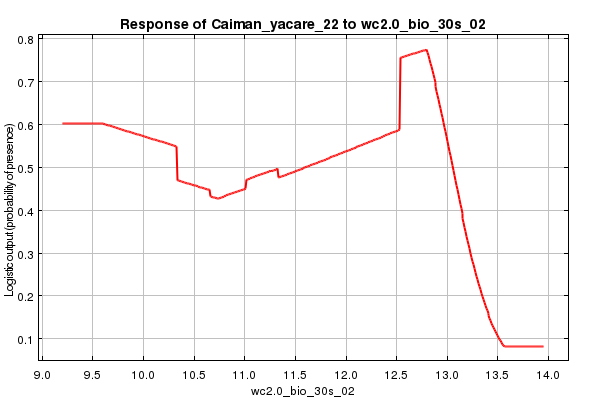 Response of Caiman_yacare_22 to wc2.0_bio_30s_02
Logistic output (probability of presence)
0.8
0.7
0.6
0.5
0.4
0.3
0.2
0.1
9.0 9.5 10.0 10.5 11.0 11.5 12.0 12.5 13.0 13.5 14.0
wc2.0_bio_30s_02